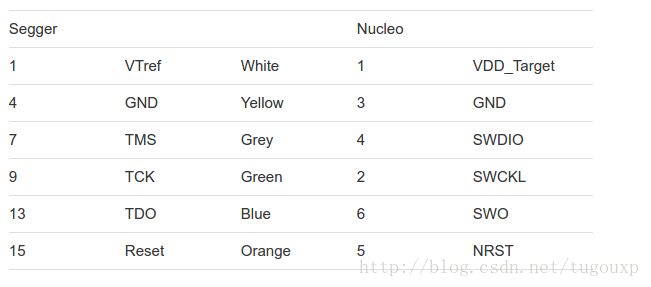 Segger Nucleo
1 VTref White 1 VDD_Target
4 GND Yellow 3 GND
7 TMS Grey 4 SWDIO
9 TCK Green 2 SWCKL
13 TDO Blue 6 SWO
15 Reset Orange 5 NRST
http://blog.csdn.net/tugouxp